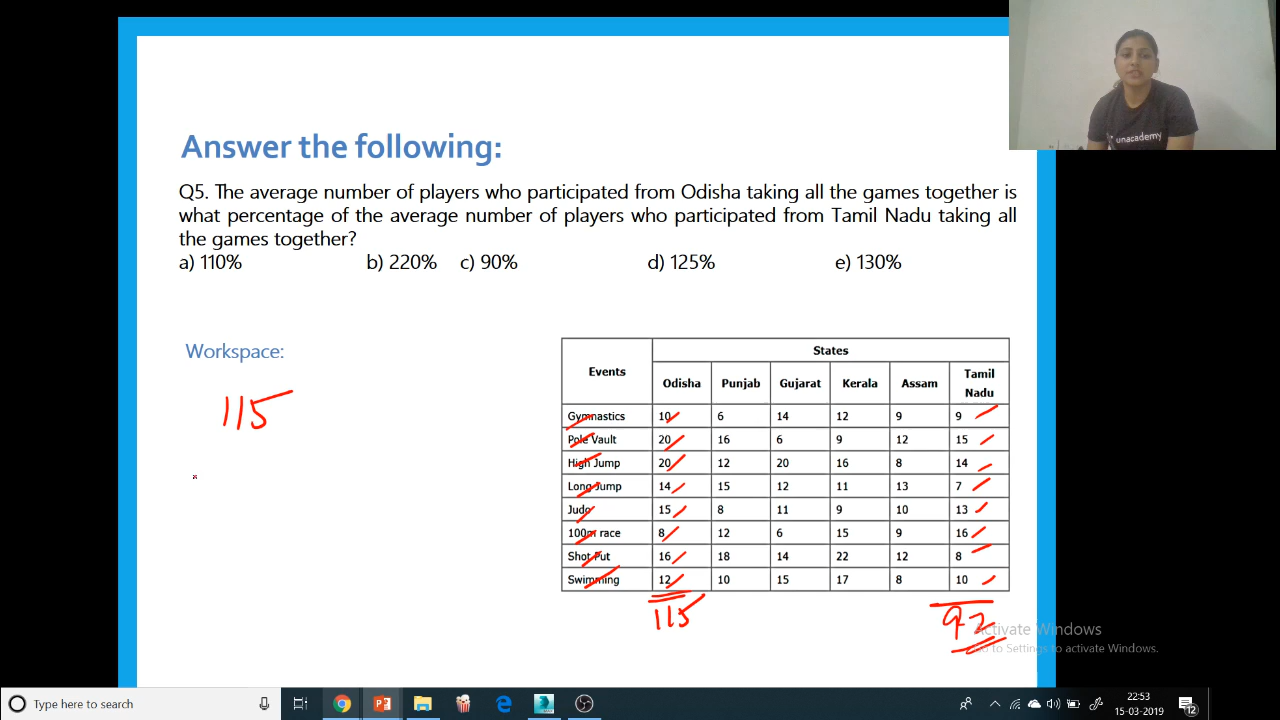 unacademy
Answer the following:
Q5. The average number of players who participated from Odisha taking all the games together is
what percentage of the average number of players who participated from Tamil Nadu taking all
the games together?
a) 110% b) 220% c) 90% d) 125% e) 130%
Workspace:
115
States
Events Odisha Punjab Gujarat Kerala Assam Tamil Nadu
Gymnastics 10 6 14 12 9 9
Pole Vault 20 16 6 9 12 15
High Jump 20 12 20 16 8 14
Long Jump 14 15 12 11 13 7
Judo 15 8 11 9 10 13
100m race 8 12 6 15 9 16
Shot Put 16 18 14 22 12 8
Swimming 12 10 15 17 8 10
115 92
Activate Windows
Go to Settings to activate Windows.
Type here to search
22:53
15-03-2019
12